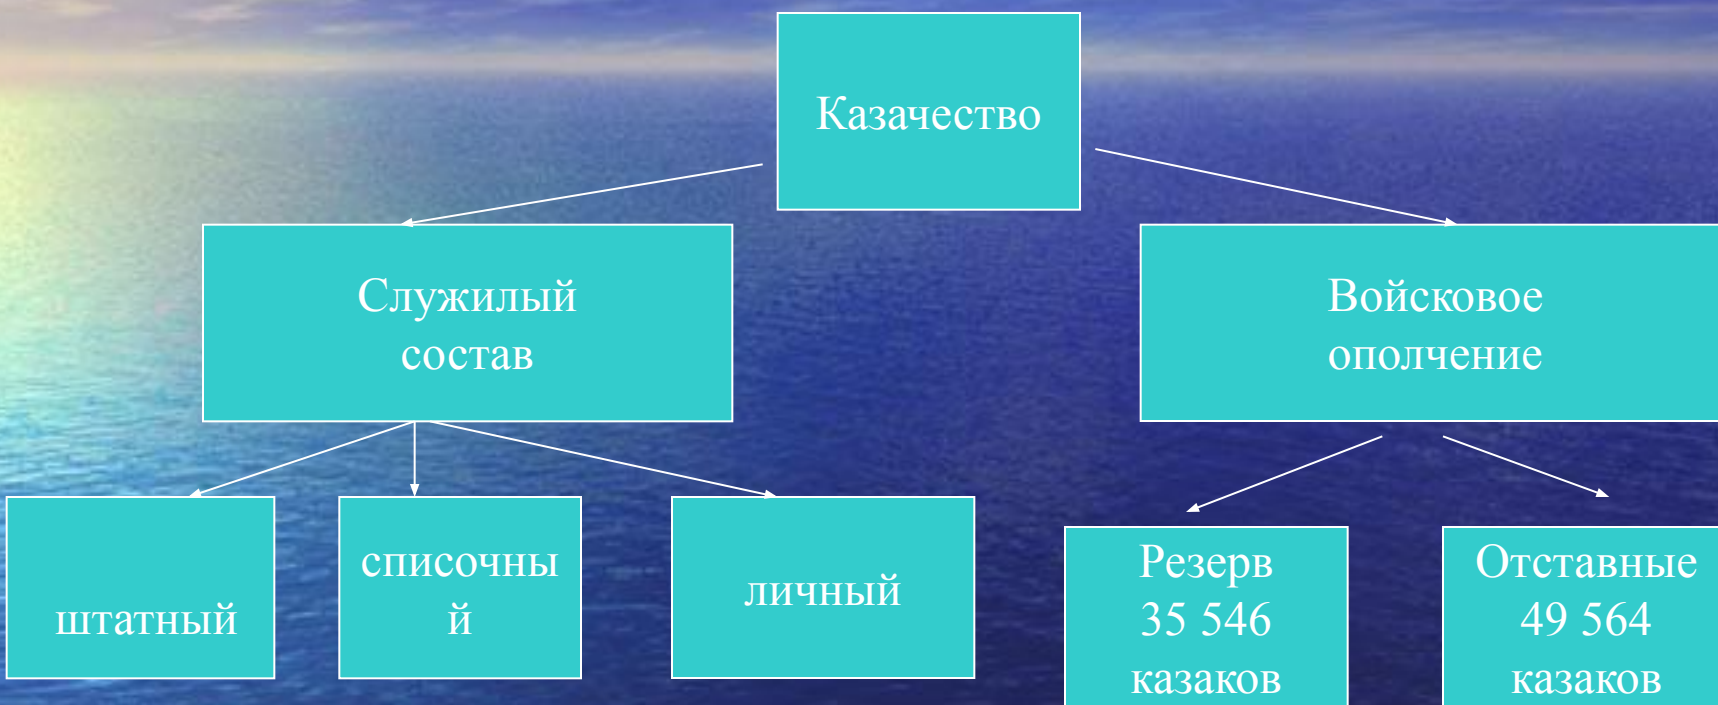 Казачество
Служилый
состав
Войсковое
ополчение
штатный
списочны
й
личный
Резерв
35 546
казаков
Отставные
49 564
казаков